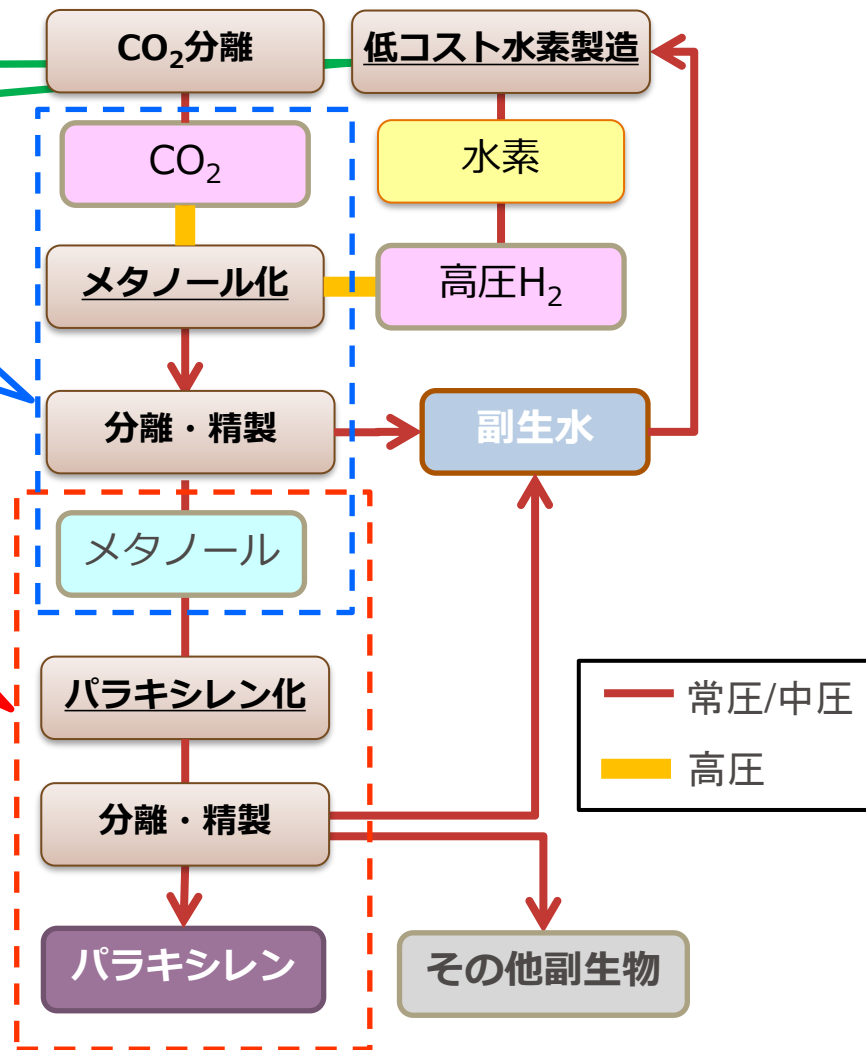 CO₂分離
低コスト水素製造
CO₂
水素
メタノール化
高圧H₂
分離・精製
副生水
メタノール
パラキシレン化
常圧/中圧
高圧
分離・精製
パラキシレン
その他副生物